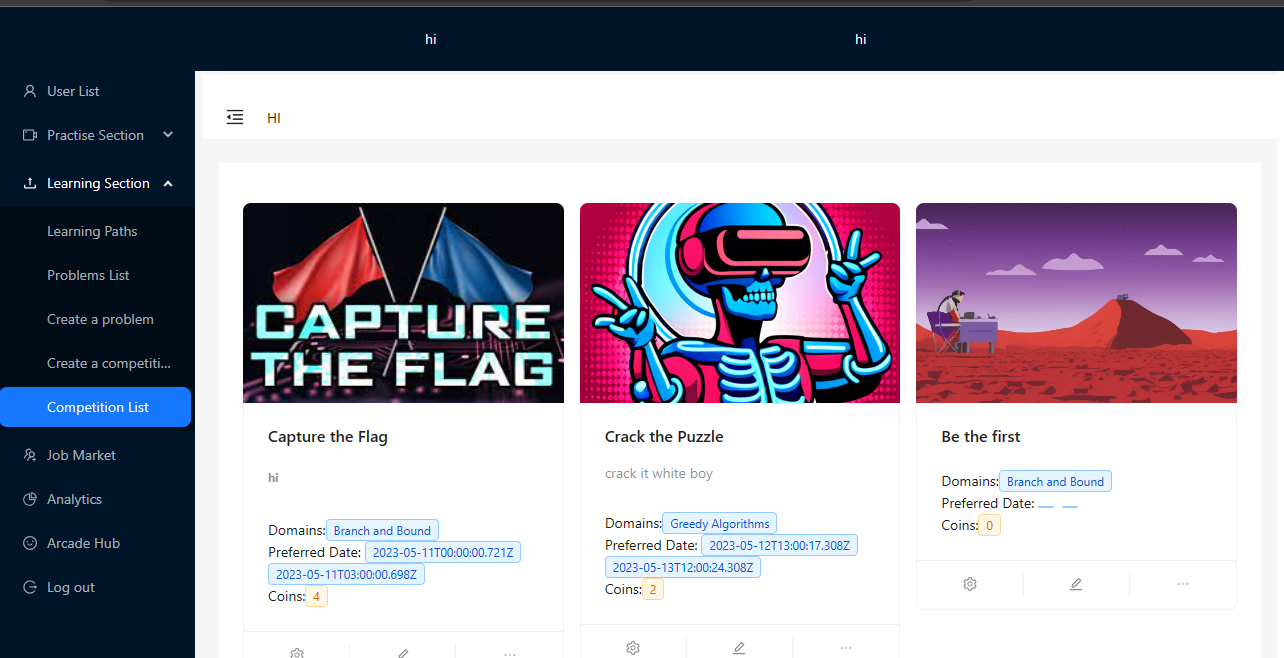 hi hi
User List
Practise Section
Learning Section
Learning Paths
Problems List
Create a problem
Create a competiti...
Competition List
Job Market
Analytics
Arcade Hub
Log out
HI
CAPTURE
THE FLAG
Capture the Flag
hi
Domains: Branch and Bound
Preferred Date: 2023-05-11T00:00:00.721Z
2023-05-11T03:00:00.698Z
Coins: 4
Crack the Puzzle
crack it white boy
Domains: Greedy Algorithms
Preferred Date: 2023-05-12T13:00:17.308Z
2023-05-13T12:00:24.308Z
Coins: 2
Be the first
Domains: Branch and Bound
Preferred Date:
Coins: 0